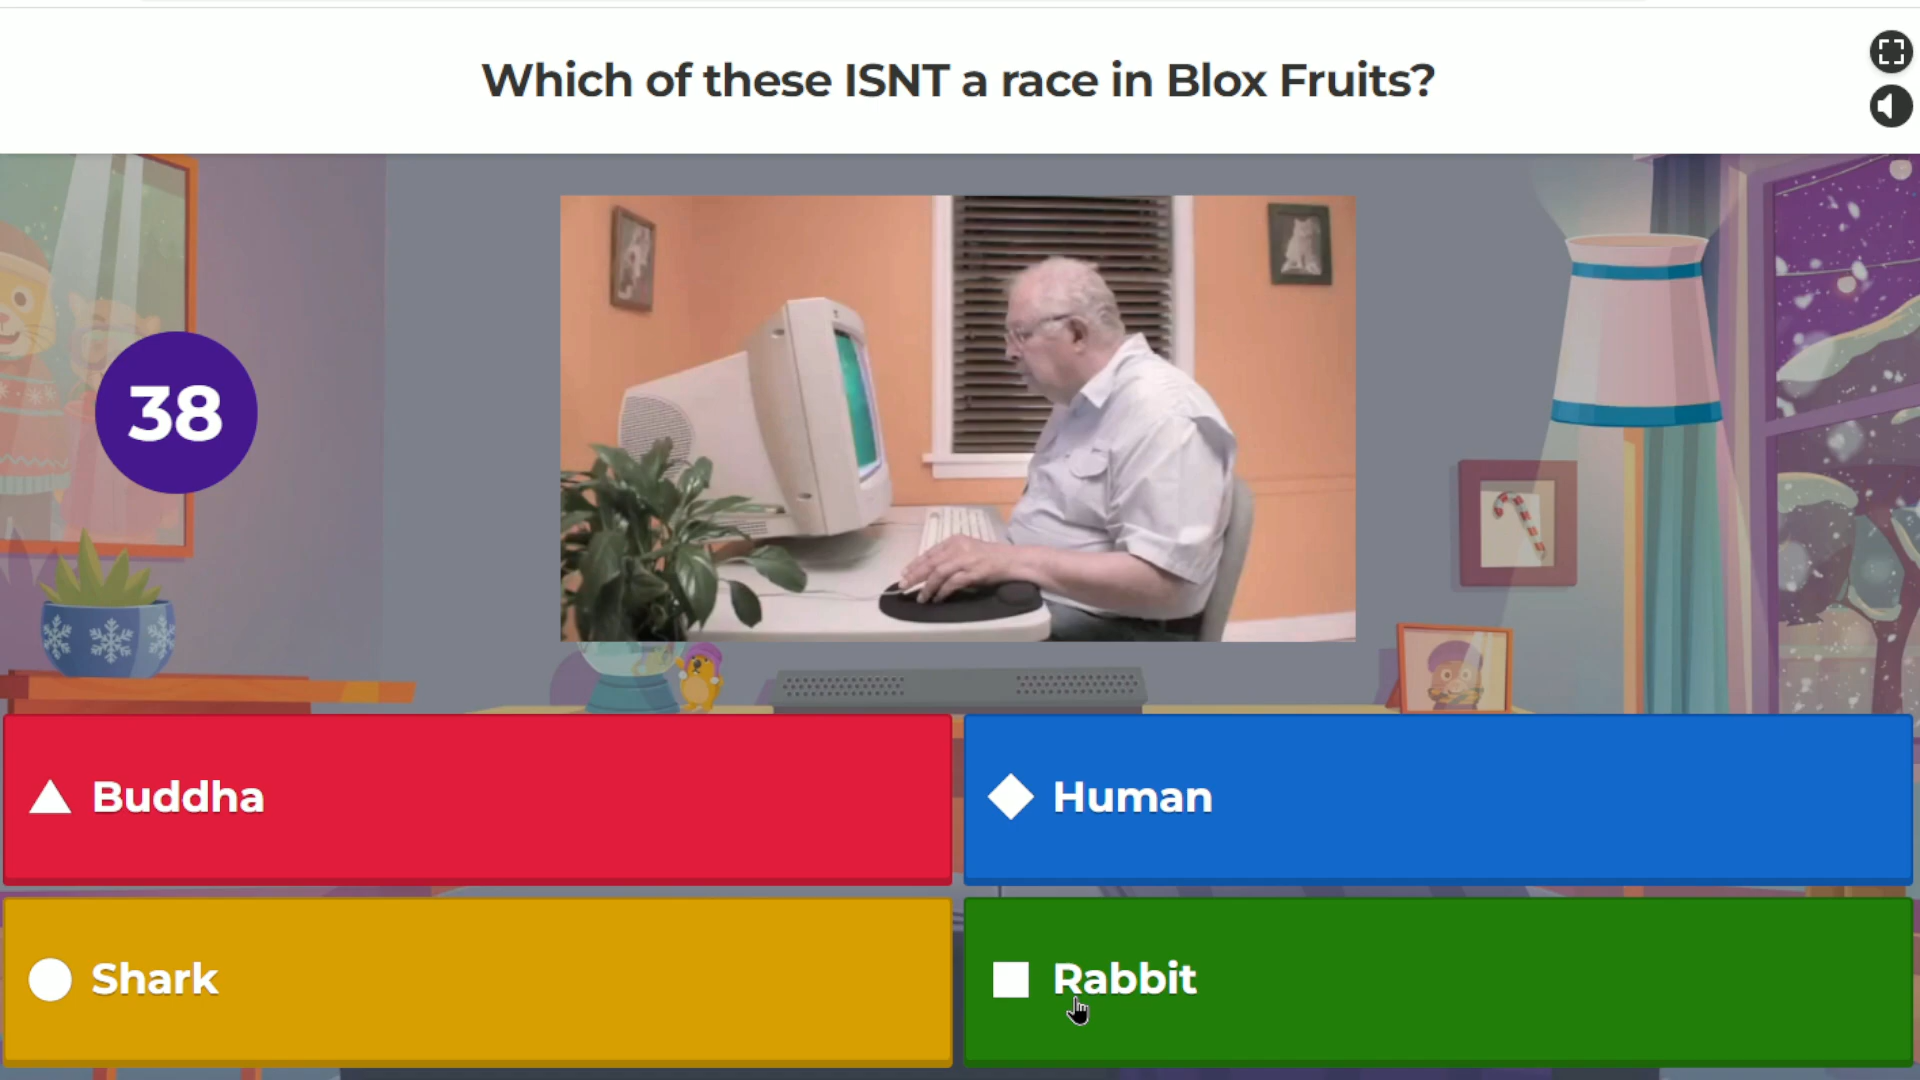 Which of these ISNT a race in Blox Fruits?
38
Buddha
Human
Shark
Rabbit